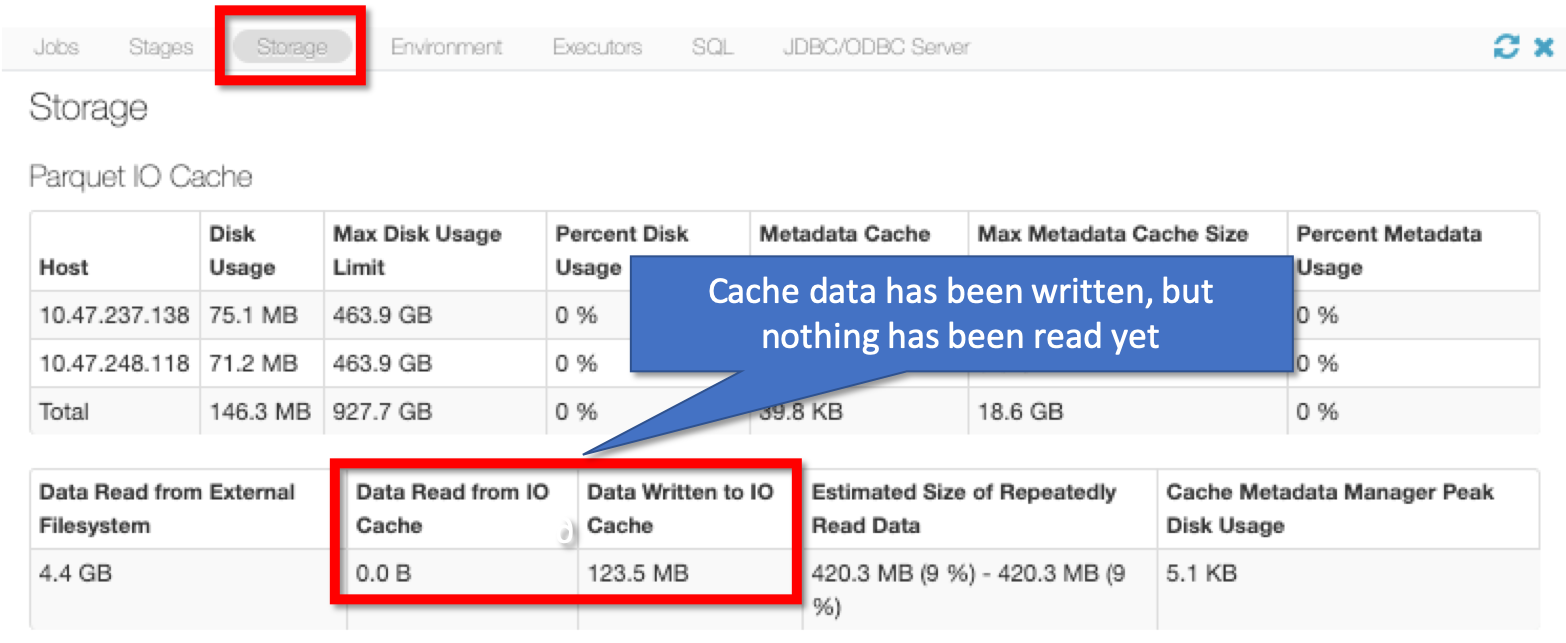 Jobs Stages Storage Environment Executors SQL JDBC/ODBC Server
Storage
Parquet IO Cache
Host Disk Usage Max Disk Usage Limit Percent Disk Usage Metadata Cache Max Metadata Cache Size Percent Metadata Usage
10.47.237.138 75.1 MB 463.9 GB 0 % 0 %
10.47.248.118 71.2 MB 463.9 GB 0 % 0 %
Total 146.3 MB 927.7 GB 0 % 39.8 KB 18.6 GB 0 %
Cache data has been written, but
nothing has been read yet
Data Read from External Filesystem Data Read from IO Cache Data Written to IO Cache Estimated Size of Repeatedly Read Data Cache Metadata Manager Peak Disk Usage
4.4 GB 0.0 B 123.5 MB 420.3 MB (9 %) - 420.3 MB (9 %) 5.1 KB